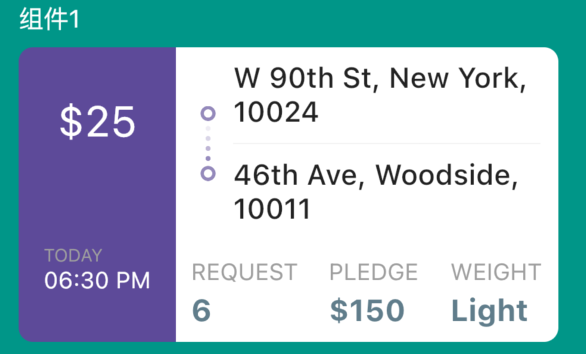 组件1
$25
TODAY
06:30 PM
W 90th St, New York,
10024
46th Ave, Woodside,
10011
REQUEST PLEDGE WEIGHT
6 $150 Light